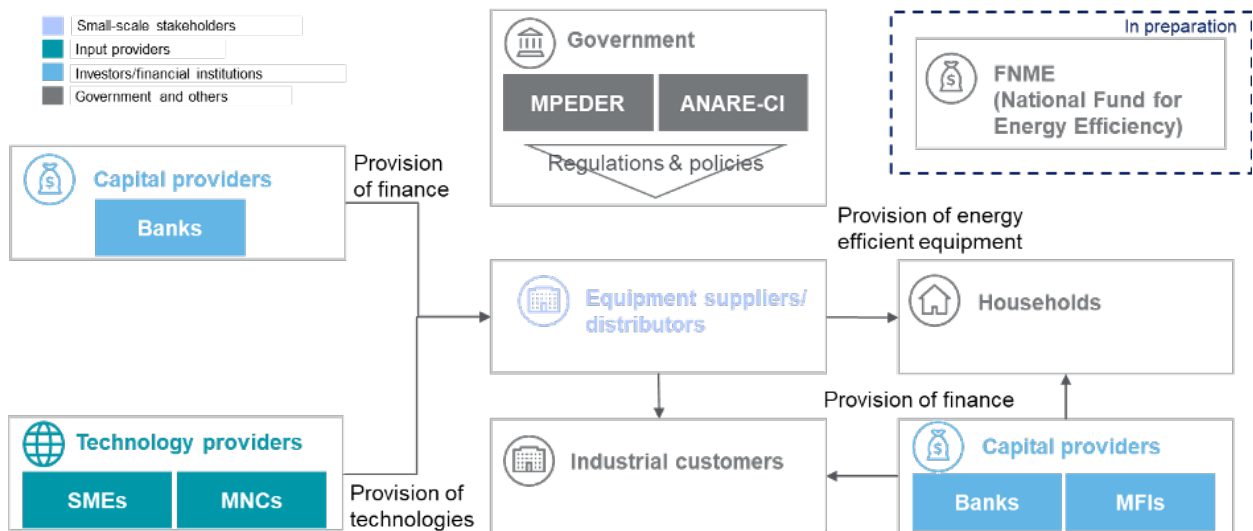 Small-scale stakeholders
Input providers
Investors/financial institutions
Government and others
Government
MPEDER
ANARE-CI
Regulations & policies
In preparation
FNME
(National Fund for
Energy Efficiency)
Capital providers
Banks
Provision
of finance
Provision of energy
efficient equipment
Equipment suppliers/
distributors
Households
Technology providers
SMEs
MNCs
Provision of
technologies
Industrial customers
Provision of finance
Capital providers
Banks
MFIs